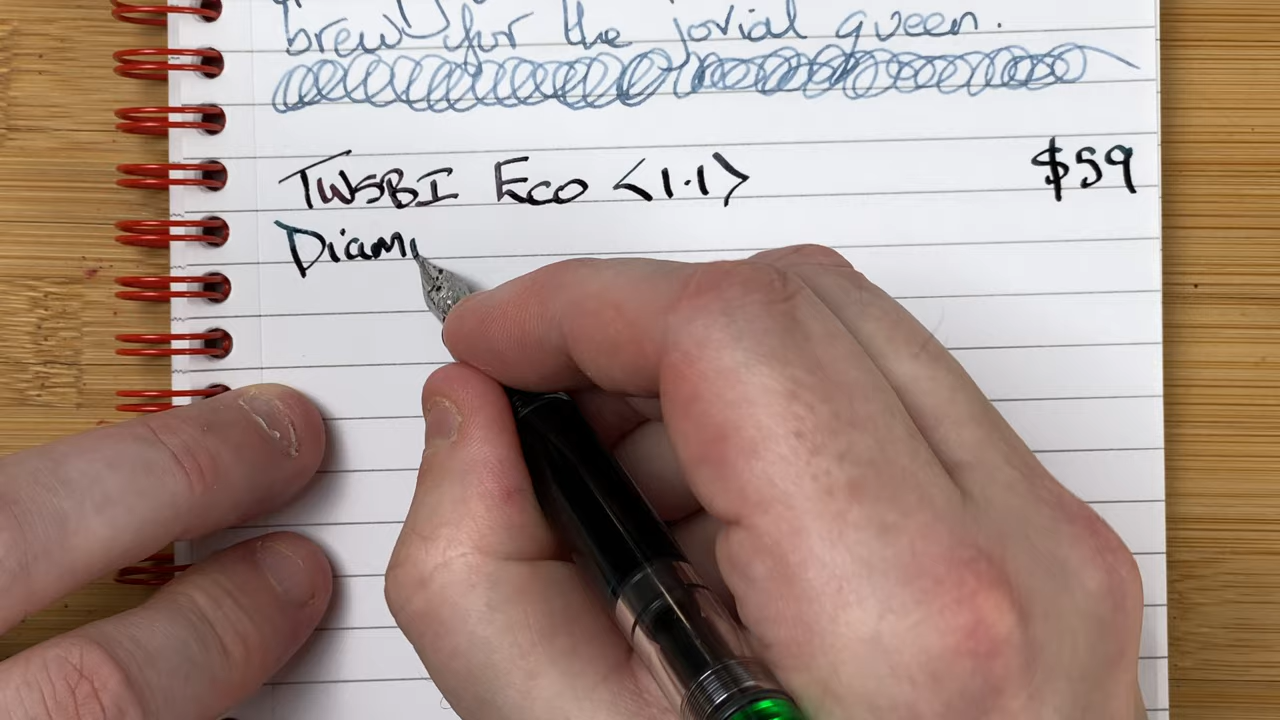 brew for the jovial queen.
TWSBI Eco <1.1> $59
Diam